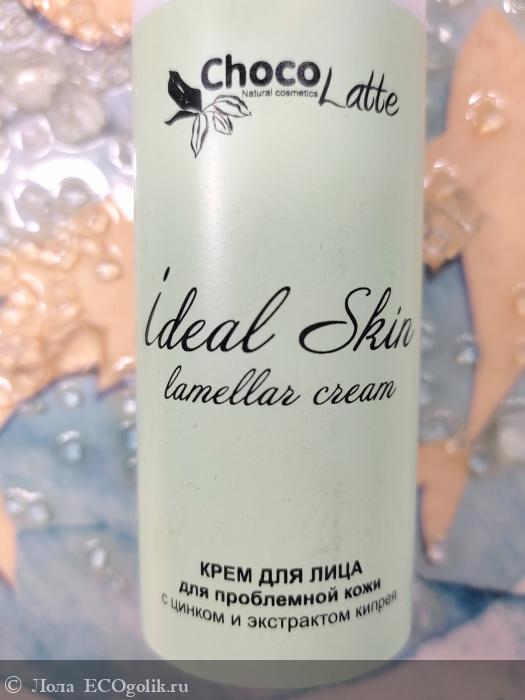 Choco Latte
Natural cosmetics
ideal Skin
lamellar cream
КРЕМ ДЛЯ ЛИЦА
для проблемной кожи
с цинком и экстрактом кипрея
© Лола ECOgolik.ru